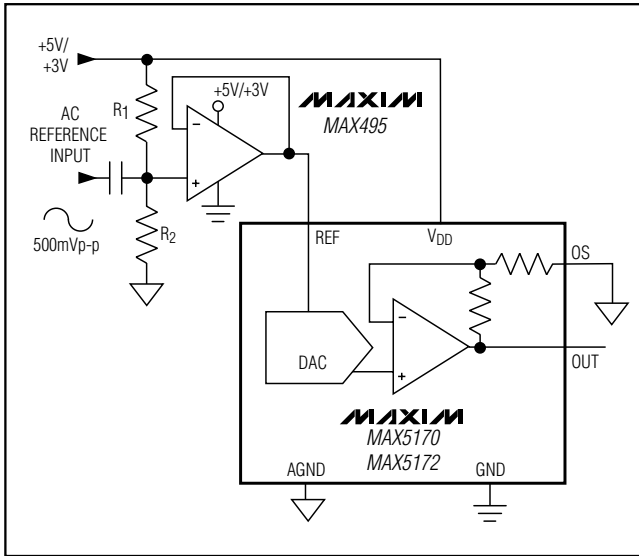 +5V/
+3V
AC
REFERENCE
INPUT
500mVp-p
R1
R2
+5V/+3V
−
+
MAXIM
MAX495
REF
VDD
OS
DAC
−
+
OUT
MAXIM
MAX5170
MAX5172
AGND
GND